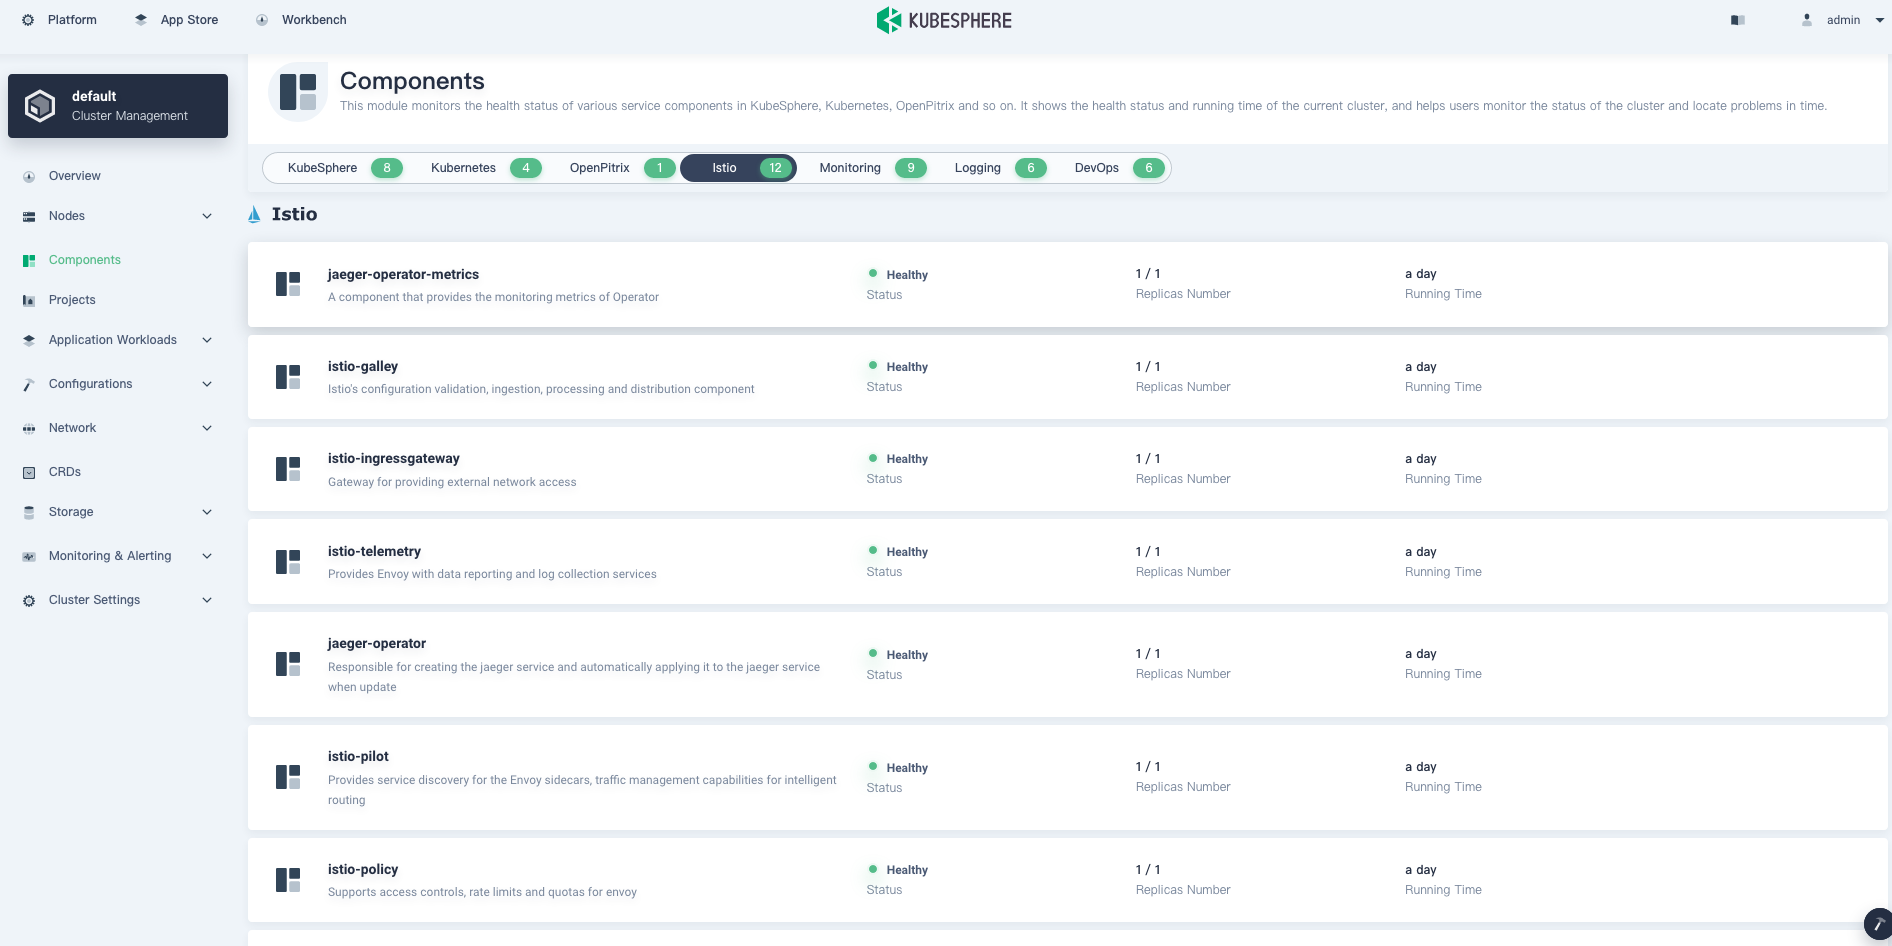 Platform
App Store
Workbench
KUBESPHERE
admin
default
Cluster Management
Overview
Nodes
Components
Projects
Application Workloads
Configurations
Network
CRDs
Storage
Monitoring & Alerting
Cluster Settings
Components
This module monitors the health status of various service components in KubeSphere, Kubernetes, OpenPitrix and so on. It shows the health status and running time of the current cluster, and helps users monitor the status of the cluster and locate problems in time.
KubeSphere 8 Kubernetes 4 OpenPitrix 1 Istio 12 Monitoring 9 Logging 6 DevOps 6
Istio
jaeger-operator-metrics Healthy 1 / 1 a day
A component that provides the monitoring metrics of Operator Status Replicas Number Running Time
istio-galley Healthy 1 / 1 a day
Istio's configuration validation, ingestion, processing and distribution component Status Replicas Number Running Time
istio-ingressgateway Healthy 1 / 1 a day
Gateway for providing external network access Status Replicas Number Running Time
istio-telemetry Healthy 1 / 1 a day
Provides Envoy with data reporting and log collection services Status Replicas Number Running Time
jaeger-operator Healthy 1 / 1 a day
Responsible for creating the jaeger service and automatically applying it to the jaeger service Status Replicas Number Running Time
when update
istio-pilot Healthy 1 / 1 a day
Provides service discovery for the Envoy sidecars, traffic management capabilities for intelligent Status Replicas Number Running Time
routing
istio-policy Healthy 1 / 1 a day
Supports access controls, rate limits and quotas for envoy Status Replicas Number Running Time